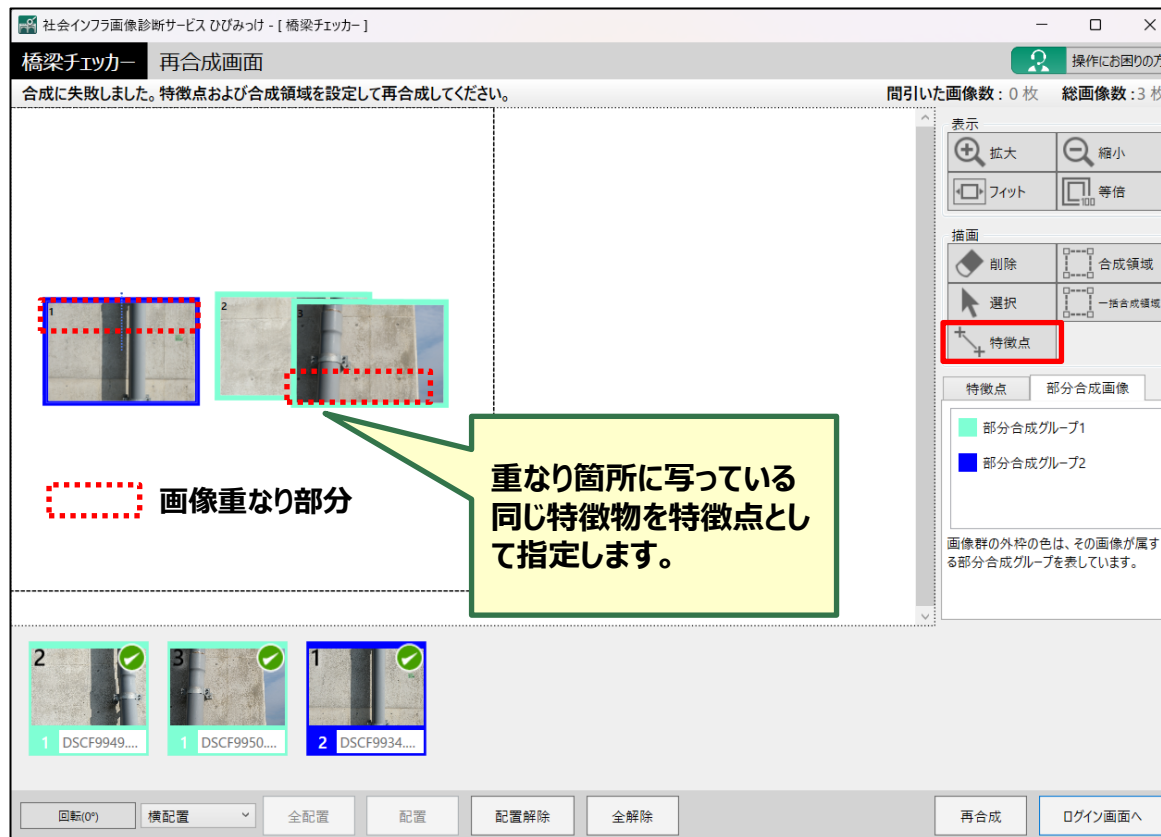 社会インフラ画像診断サービス ひびみっけ - [ 橋梁チェッカー ]
橋梁チェッカー 再合成画面
操作にお困りの方
合成に失敗しました。特徴点および合成領域を設定して再合成してください。
間引いた画像数 : 0 枚 総画像数 : 3 枚
表示
拡大 縮小
フィット 等倍
100
描画
削除 合成領域
選択 一括合成領域
特徴点
特徴点 部分合成画像
部分合成グループ1
部分合成グループ2
画像群の外枠の色は、その画像が属す
る部分合成グループを表しています。
1
2
3
画像重なり部分
重なり箇所に写っている
同じ特徴物を特徴点とし
て指定します。
2 3 1
1 DSCF9949.... 1 DSCF9950.... 2 DSCF9934....
回転(0°) 横配置 全配置 配置 配置解除 全解除 再合成 ログイン画面へ